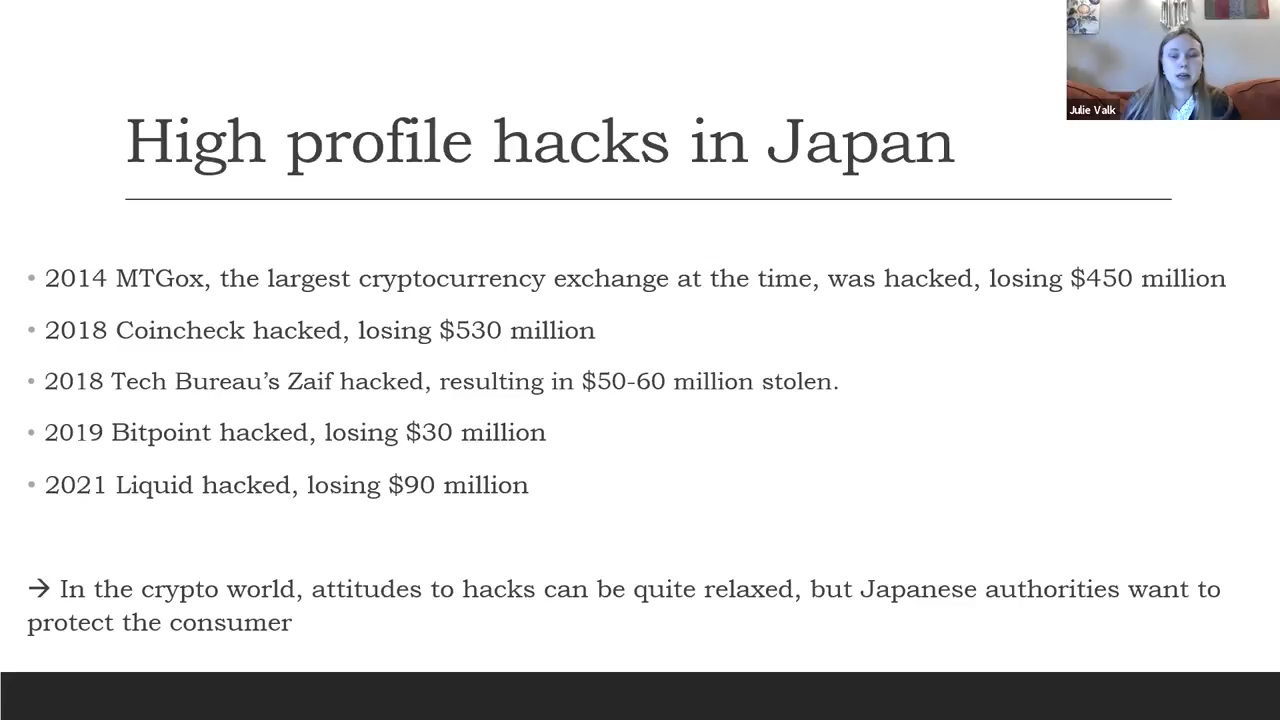 Julie Valk
High profile hacks in Japan
• 2014 MTGox, the largest cryptocurrency exchange at the time, was hacked, losing $450 million
• 2018 Coincheck hacked, losing $530 million
• 2018 Tech Bureau’s Zaif hacked, resulting in $50-60 million stolen.
• 2019 Bitpoint hacked, losing $30 million
• 2021 Liquid hacked, losing $90 million
→ In the crypto world, attitudes to hacks can be quite relaxed, but Japanese authorities want to
protect the consumer